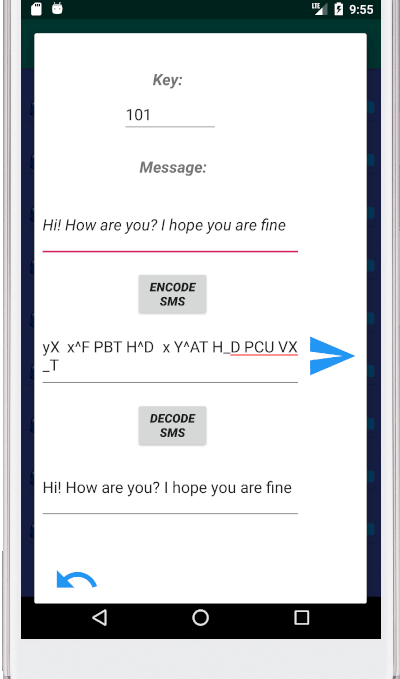 LTE 9:55
Key:
101
Message:
Hi! How are you? I hope you are fine
ENCODE
SMS
yX x^F PBT H^D x Y^AT H_D PCU VX
_T
DECODE
SMS
Hi! How are you? I hope you are fine